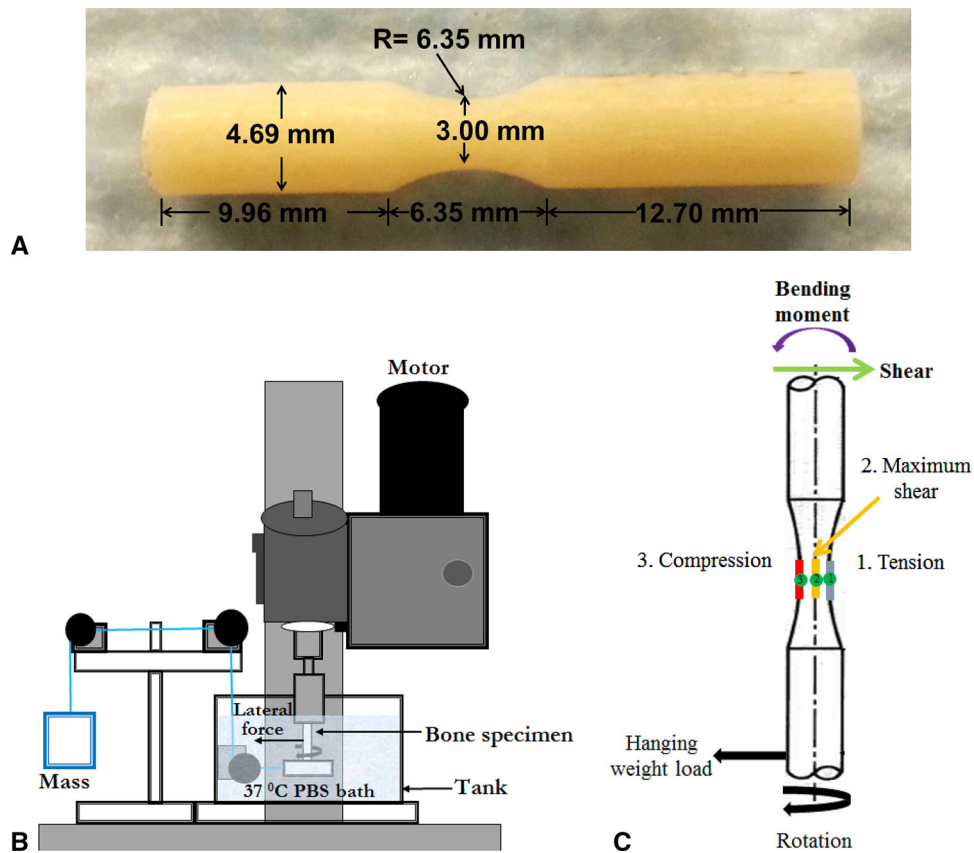 R= 6.35 mm
4.69 mm
3.00 mm
9.96 mm
6.35 mm
12.70 mm
A
Motor
Lateral
force
Bone specimen
Mass
37 ⁰C PBS bath
Tank
B
Bending
moment
Shear
2. Maximum
shear
3. Compression
1. Tension
3
2
1
Hanging
weight load
Rotation
C